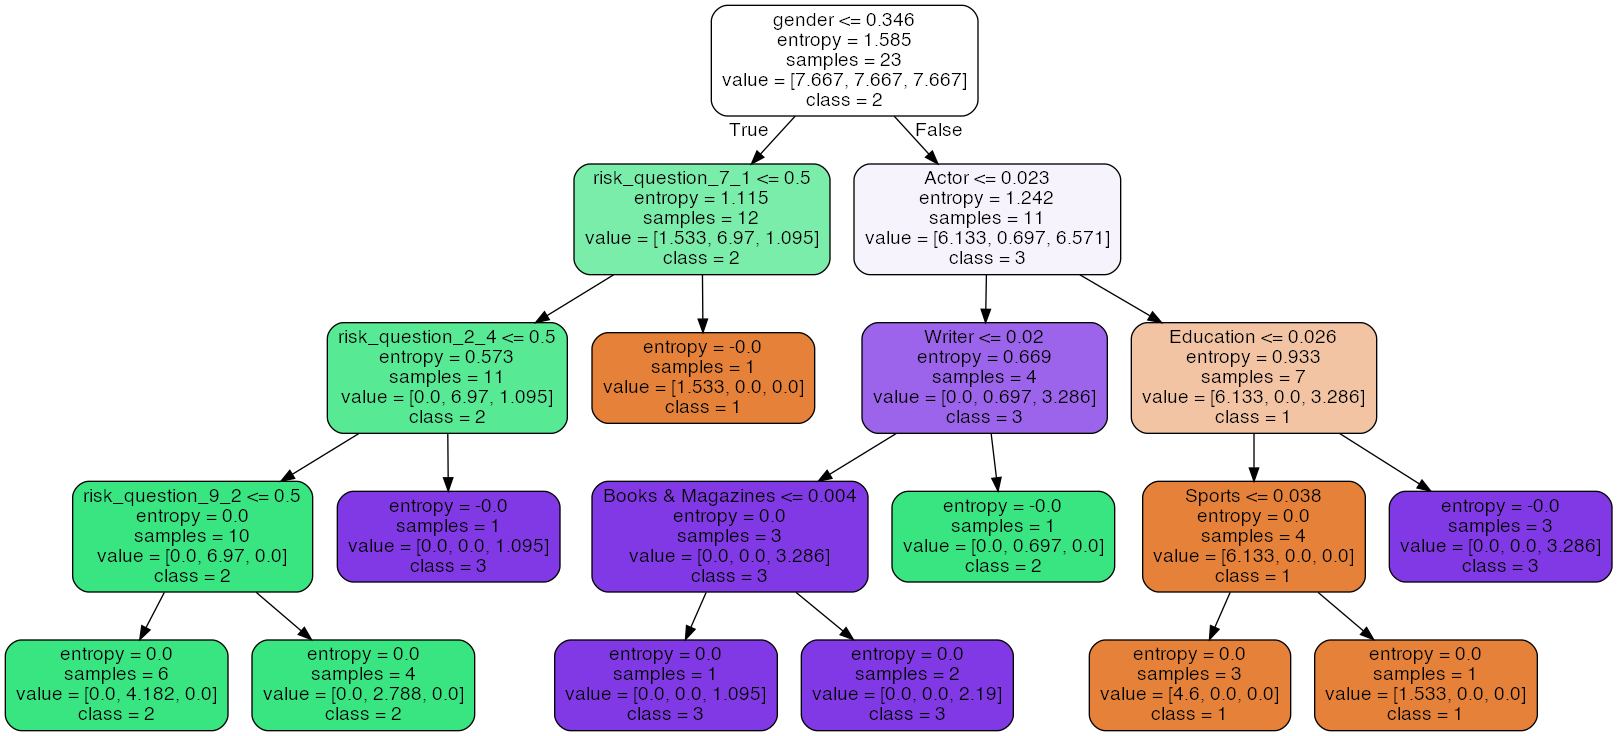 gender <= 0.346
entropy = 1.585
samples = 23
value = [7.667, 7.667, 7.667]
class = 2
True
False
risk_question_7_1 <= 0.5
entropy = 1.115
samples = 12
value = [1.533, 6.97, 1.095]
class = 2
Actor <= 0.023
entropy = 1.242
samples = 11
value = [6.133, 0.697, 6.571]
class = 3
risk_question_2_4 <= 0.5
entropy = 0.573
samples = 11
value = [0.0, 6.97, 1.095]
class = 2
entropy = -0.0
samples = 1
value = [1.533, 0.0, 0.0]
class = 1
Writer <= 0.02
entropy = 0.669
samples = 4
value = [0.0, 0.697, 3.286]
class = 3
Education <= 0.026
entropy = 0.933
samples = 7
value = [6.133, 0.0, 3.286]
class = 1
risk_question_9_2 <= 0.5
entropy = 0.0
samples = 10
value = [0.0, 6.97, 0.0]
class = 2
entropy = -0.0
samples = 1
value = [0.0, 0.0, 1.095]
class = 3
Books & Magazines <= 0.004
entropy = 0.0
samples = 3
value = [0.0, 0.0, 3.286]
class = 3
entropy = -0.0
samples = 1
value = [0.0, 0.697, 0.0]
class = 2
Sports <= 0.038
entropy = 0.0
samples = 4
value = [6.133, 0.0, 0.0]
class = 1
entropy = -0.0
samples = 3
value = [0.0, 0.0, 3.286]
class = 3
entropy = 0.0
samples = 6
value = [0.0, 4.182, 0.0]
class = 2
entropy = 0.0
samples = 4
value = [0.0, 2.788, 0.0]
class = 2
entropy = 0.0
samples = 1
value = [0.0, 0.0, 1.095]
class = 3
entropy = 0.0
samples = 2
value = [0.0, 0.0, 2.19]
class = 3
entropy = 0.0
samples = 3
value = [4.6, 0.0, 0.0]
class = 1
entropy = 0.0
samples = 1
value = [1.533, 0.0, 0.0]
class = 1